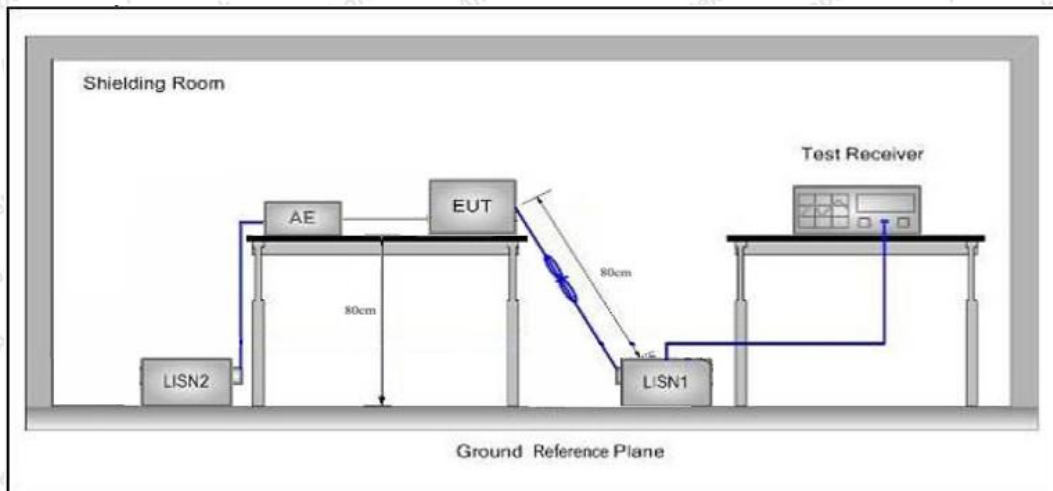 Shielding Room
Test Receiver
EUT
AE
80cm
80cm
LISN2
LISN1
Ground Reference Plane